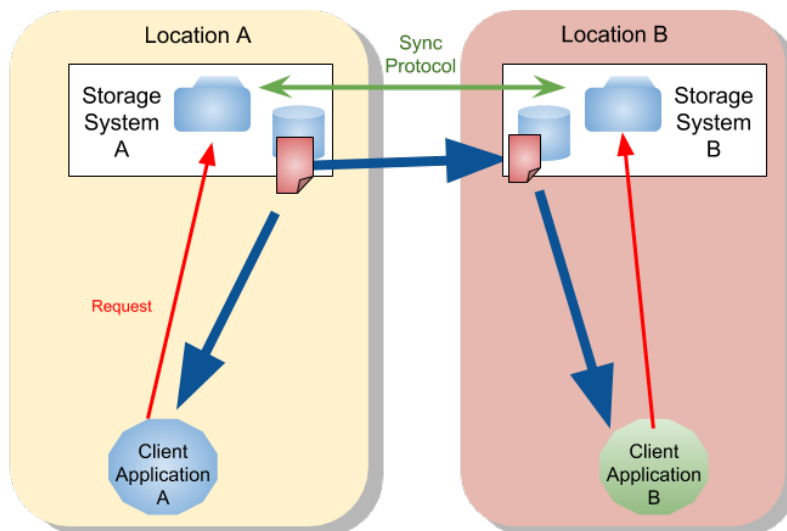 Location A
Location B
Sync
Protocol
Storage
System
A
Storage
System
B
Request
Client
Application
A
Client
Application
B